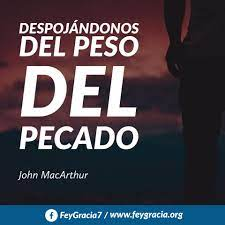 DESPOJÁNDONOS
DEL PESO
DEL
PECADO
John MacArthur
f FeyGracia7 / www.feygracia.org